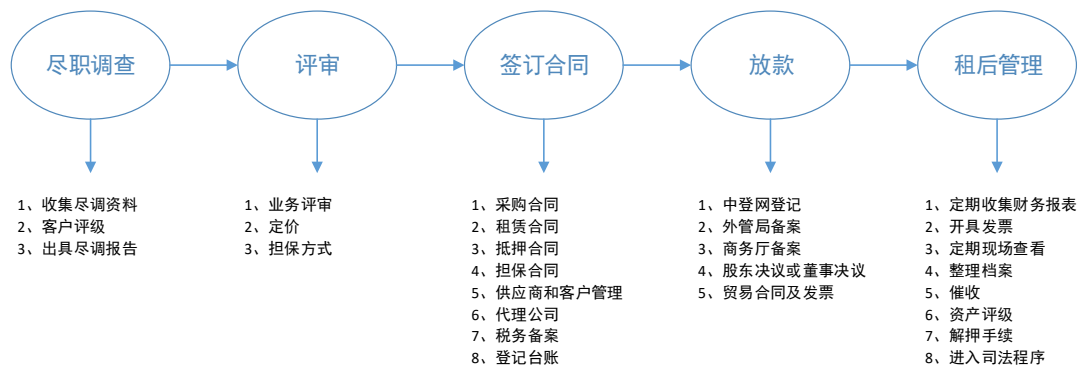 尽职调查
评审
签订合同
放款
租后管理
1、收集尽调资料
2、客户评级
3、出具尽调报告
1、业务评审
2、定价
3、担保方式
1、采购合同
2、租赁合同
3、抵押合同
4、担保合同
5、供应商和客户管理
6、代理公司
7、税务备案
8、登记台账
1、中登网登记
2、外管局备案
3、商务厅备案
4、股东决议或董事决议
5、贸易合同及发票
1、定期收集财务报表
2、开具发票
3、定期现场查看
4、整理档案
5、催收
6、资产评级
7、解押手续
8、进入司法程序